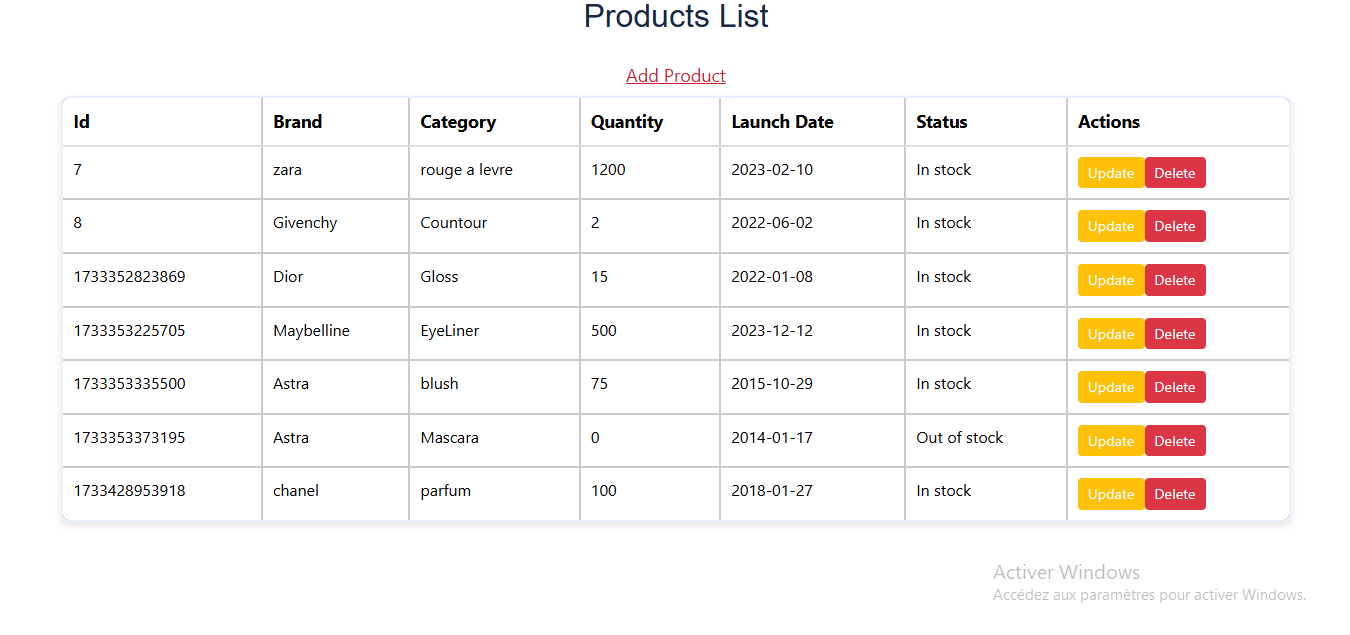 Products List
Add Product
Id Brand Category Quantity Launch Date Status Actions
7 zara rouge a levre 1200 2023-02-10 In stock Update Delete
8 Givenchy Countour 2 2022-06-02 In stock Update Delete
1733352823869 Dior Gloss 15 2022-01-08 In stock Update Delete
1733353225705 Maybelline EyeLiner 500 2023-12-12 In stock Update Delete
1733353335500 Astra blush 75 2015-10-29 In stock Update Delete
1733353373195 Astra Mascara 0 2014-01-17 Out of stock Update Delete
1733428953918 chanel parfum 100 2018-01-27 In stock Update Delete
Activer Windows
Accédez aux paramètres pour activer Windows.